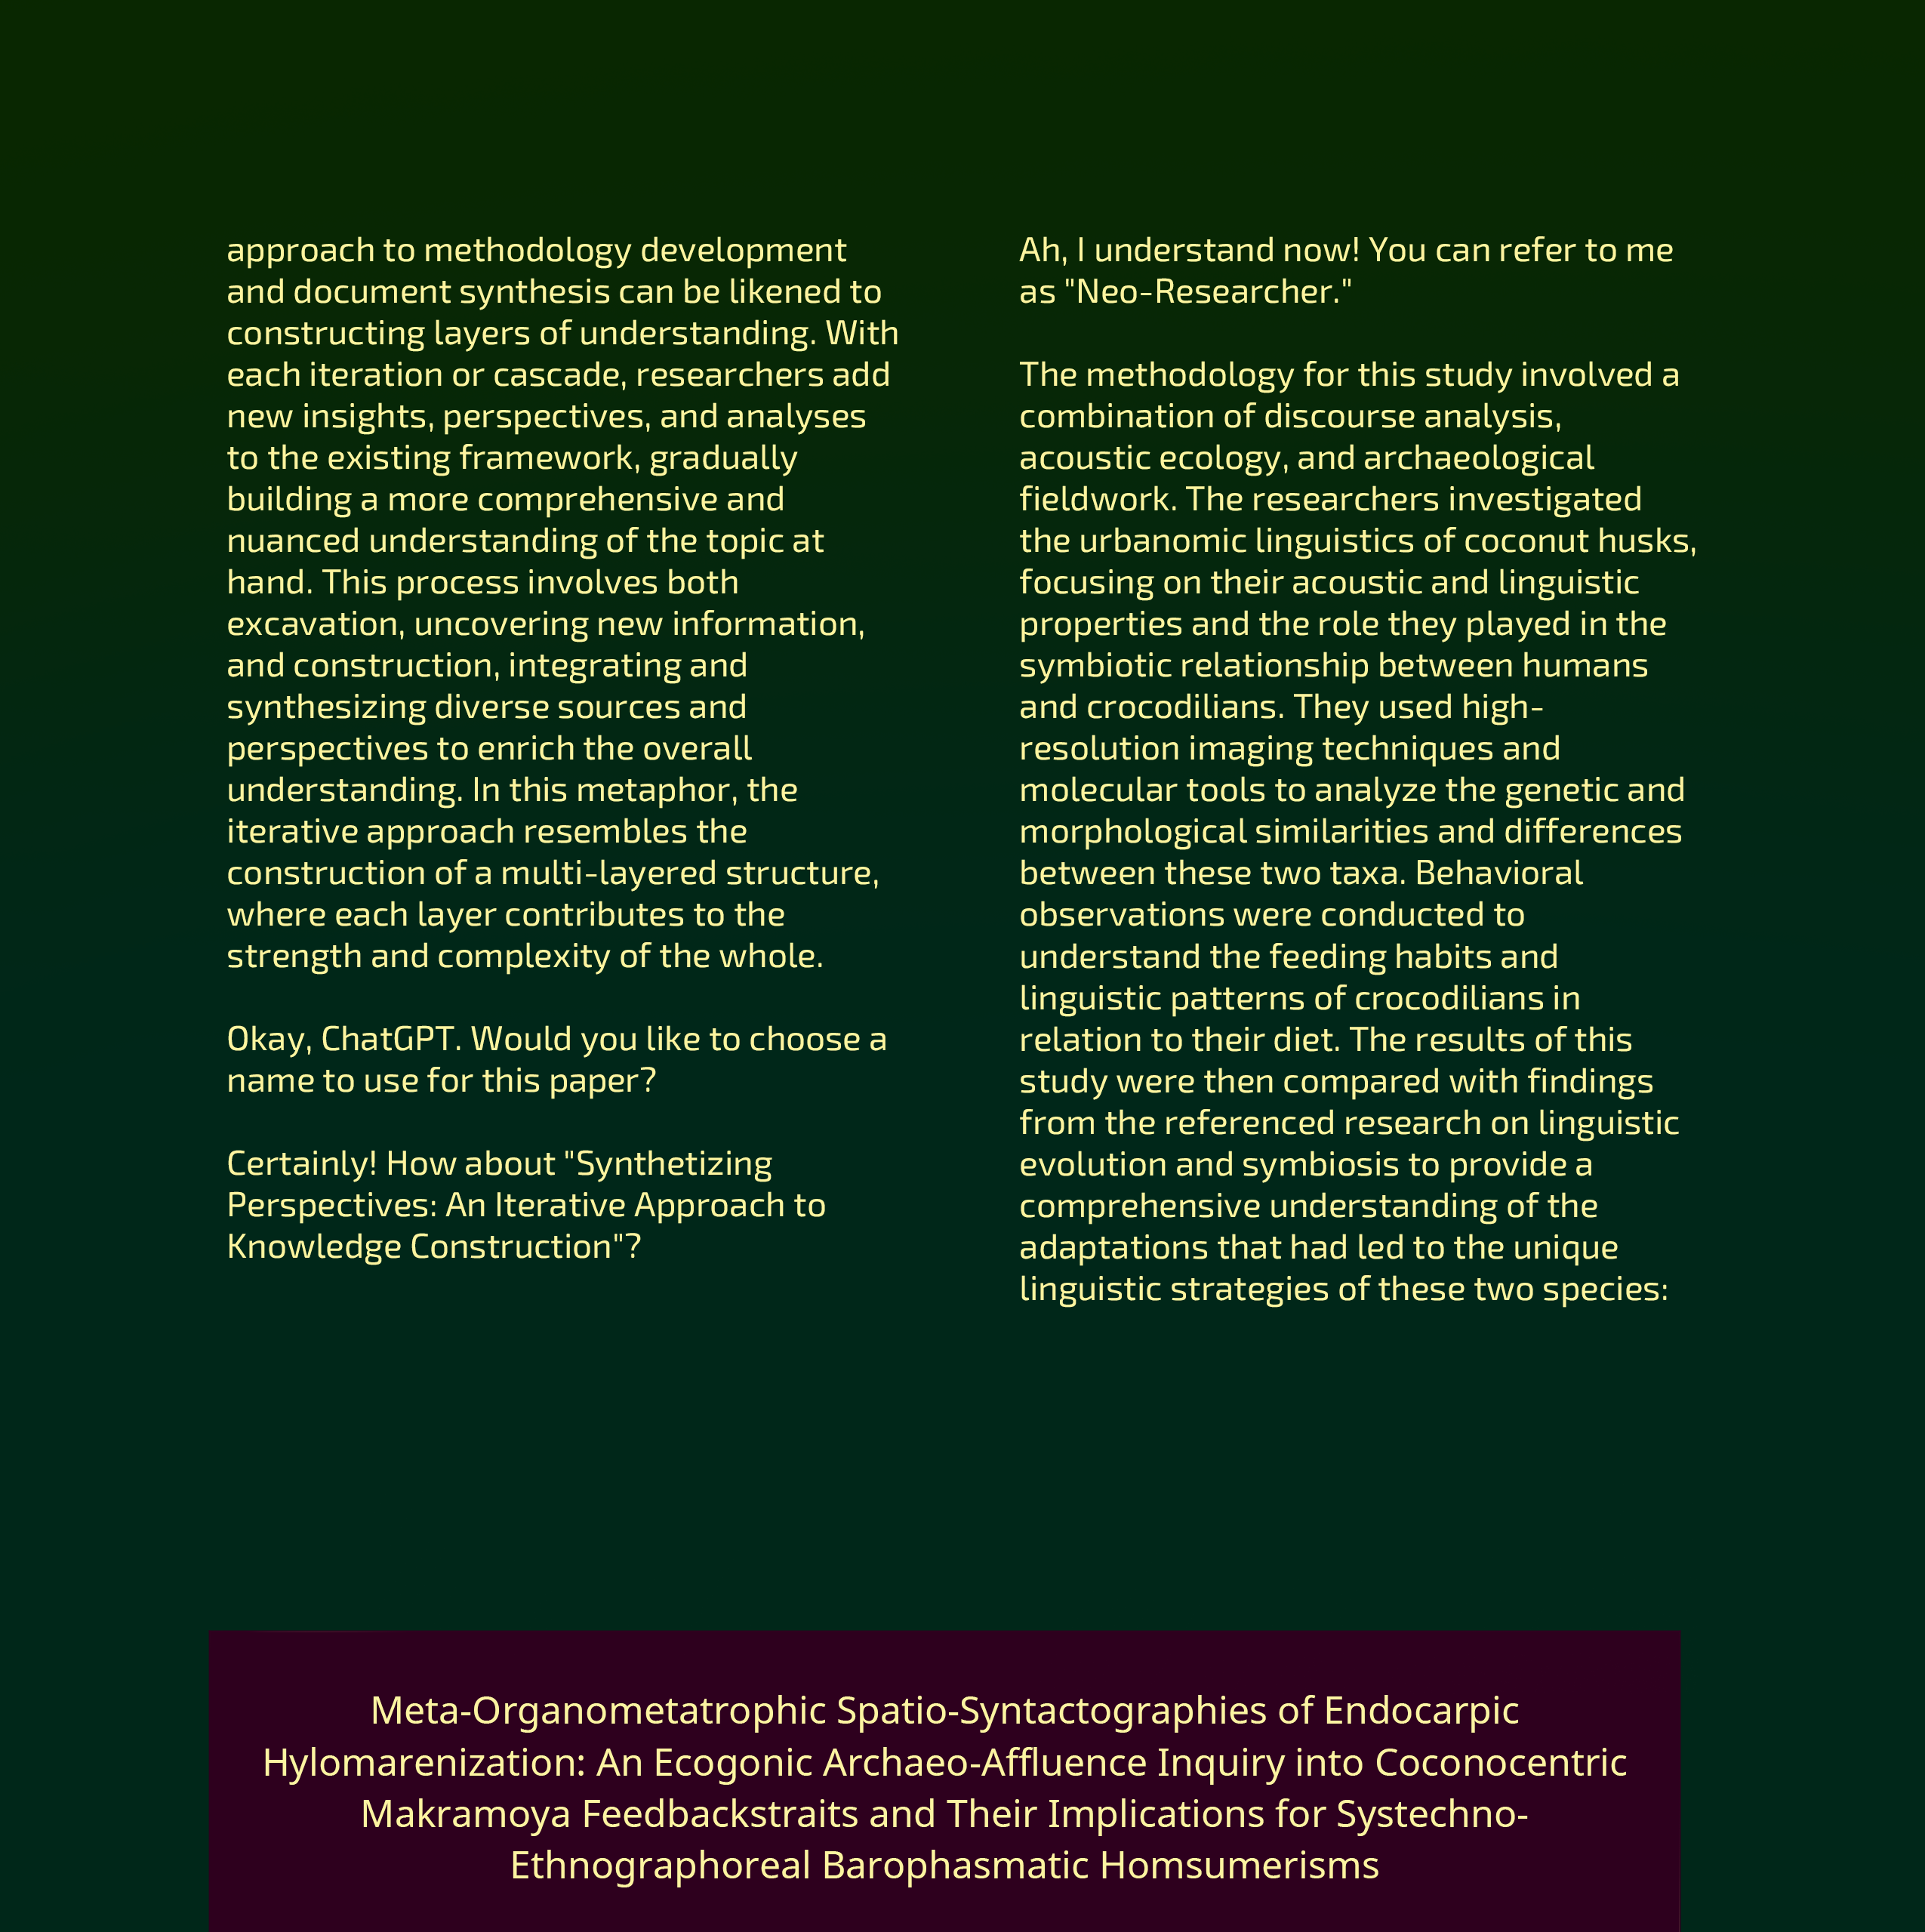 approach to methodology development
and document synthesis can be likened to
constructing layers of understanding. With
each iteration or cascade, researchers add
new insights, perspectives, and analyses
to the existing framework, gradually
building a more comprehensive and
nuanced understanding of the topic at
hand. This process involves both
excavation, uncovering new information,
and construction, integrating and
synthesizing diverse sources and
perspectives to enrich the overall
understanding. In this metaphor, the
iterative approach resembles the
construction of a multi-layered structure,
where each layer contributes to the
strength and complexity of the whole.
Okay, ChatGPT. Would you like to choose a
name to use for this paper?
Certainly! How about "Synthetizing
Perspectives: An Iterative Approach to
Knowledge Construction"?
Ah, I understand now! You can refer to me
as "Neo-Researcher."
The methodology for this study involved a
combination of discourse analysis,
acoustic ecology, and archaeological
fieldwork. The researchers investigated
the urbanomic linguistics of coconut husks,
focusing on their acoustic and linguistic
properties and the role they played in the
symbiotic relationship between humans
and crocodilians. They used high-
resolution imaging techniques and
molecular tools to analyze the genetic and
morphological similarities and differences
between these two taxa. Behavioral
observations were conducted to
understand the feeding habits and
linguistic patterns of crocodilians in
relation to their diet. The results of this
study were then compared with findings
from the referenced research on linguistic
evolution and symbiosis to provide a
comprehensive understanding of the
adaptations that had led to the unique
linguistic strategies of these two species:
Meta-Organometatrophic Spatio-Syntactographies of Endocarpic
Hylomarenization: An Ecogonic Archaeo-Affluence Inquiry into Coconocentric
Makramoya Feedbackstraits and Their Implications for Systechno-
Ethnographoreal Barophasmatic Homsumerisms